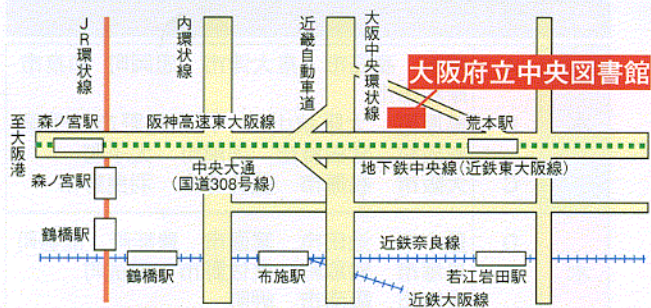 JR環状線
内環状線
近畿自動車道
大阪中央環状線
大阪府立中央図書館
至大阪港
森ノ宮駅
阪神高速東大阪線
荒本駅
中央大通
(国道308号線)
地下鉄中央線(近鉄東大阪線)
森ノ宮駅
鶴橋駅
近鉄奈良線
鶴橋駅
布施駅
若江岩田駅
近鉄大阪線